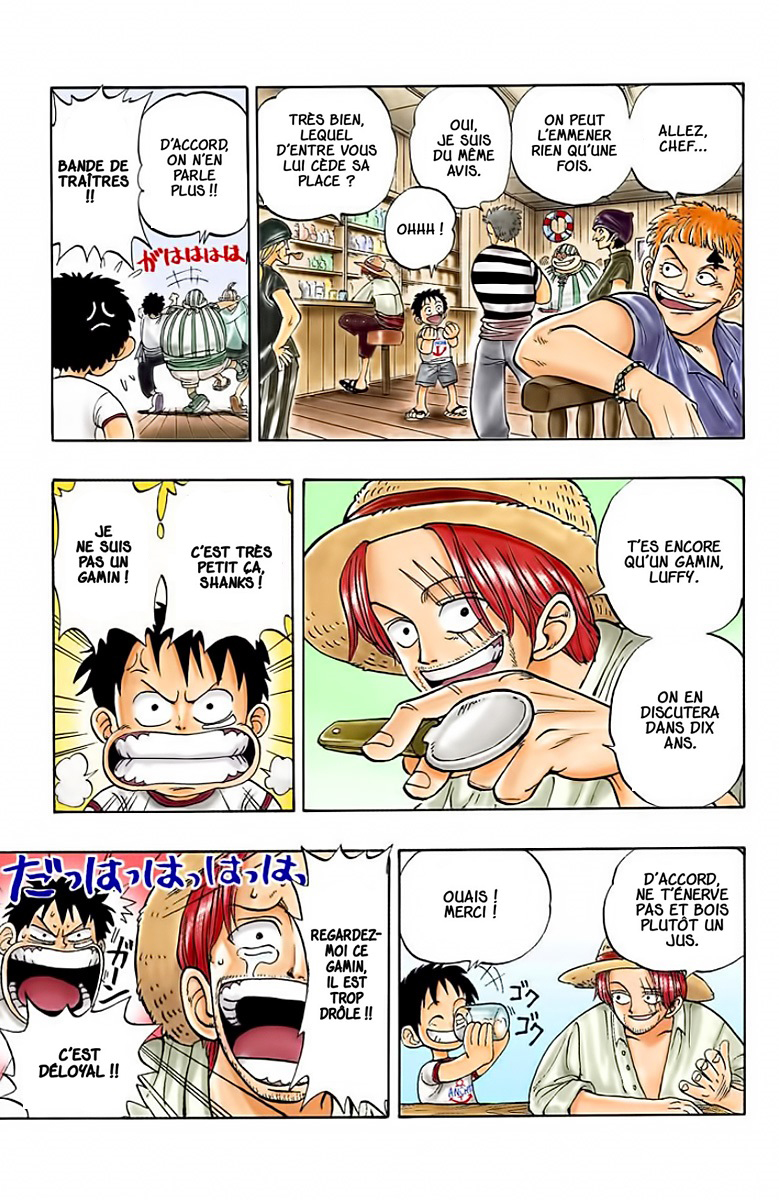 ALLEZ,
CHEF...
ON PEUT
L'EMMENER
RIEN QU'UNE
FOIS.
OUI,
JE SUIS
DU MÊME
AVIS.
TRÈS BIEN,
LEQUEL
D'ENTRE VOUS
LUI CÈDE SA
PLACE ?
OHHH !
D'ACCORD,
ON N'EN
PARLE
PLUS !!
がはははは
BANDE DE
TRAÎTRES
!!
T'ES ENCORE
QU'UN GAMIN,
LUFFY.
ON EN
DISCUTERA
DANS DIX
ANS.
C'EST TRÈS
PETIT ÇA,
SHANKS !
JE
NE SUIS
PAS UN
GAMIN !
D'ACCORD,
NE T'ÉNERVE
PAS ET BOIS
PLUTÔT UN
JUS.
OUAIS !
MERCI !
ゴク
ゴク
REGARDEZ-
MOI CE
GAMIN,
IL EST
TROP
DRÔLE !!
だっはっはっはっは、
ガーン
C'EST
DÉLOYAL !!